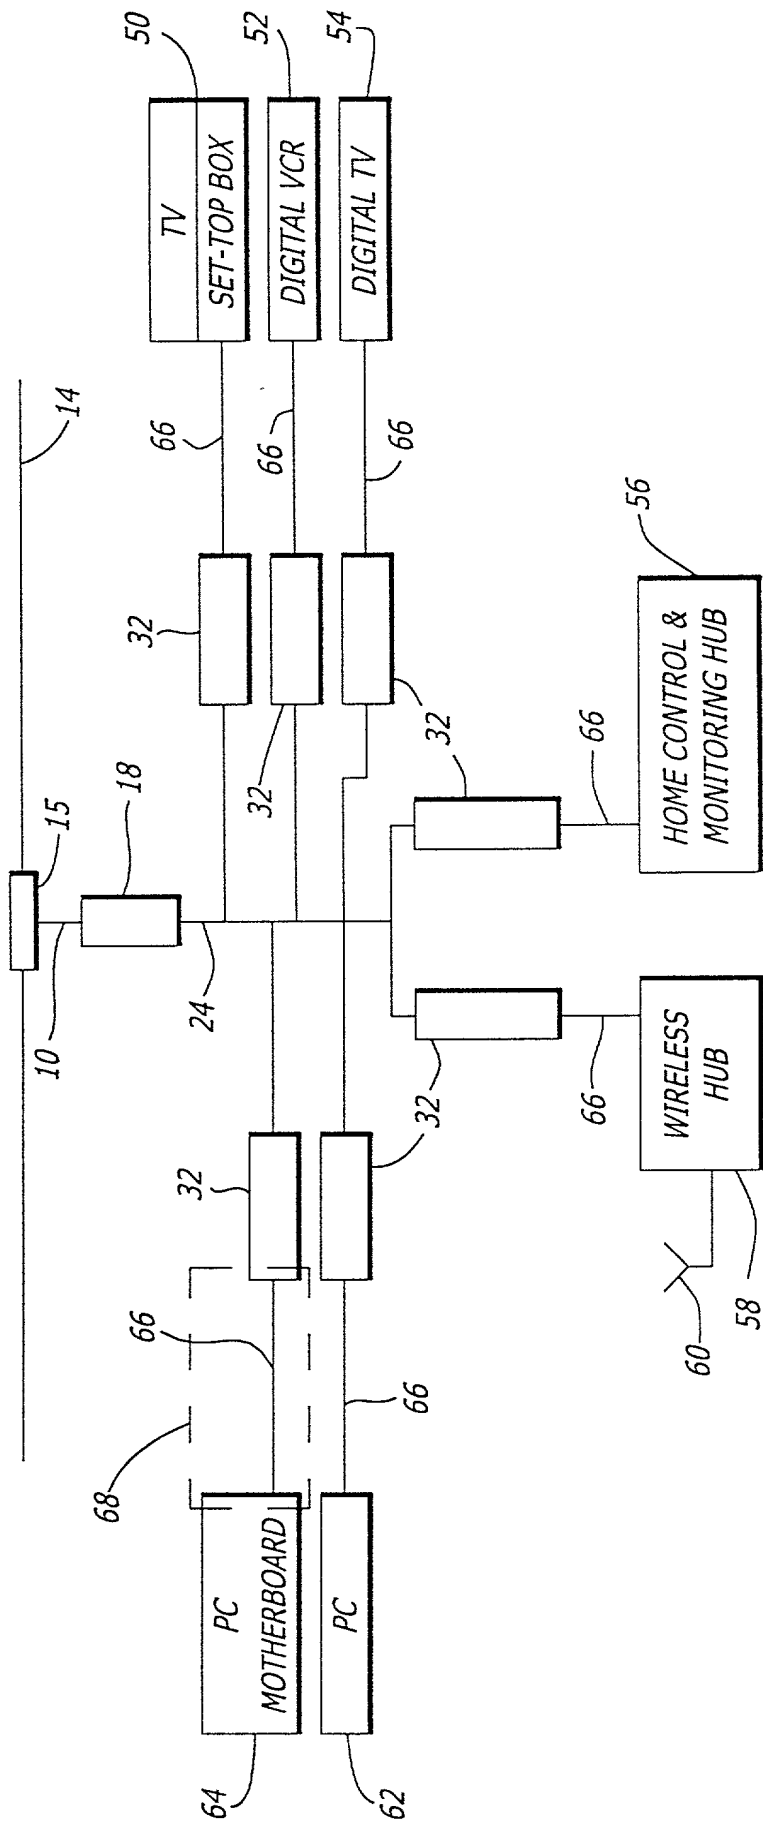 10
15
14
68
18
50
66
32
66
TV
32
24
64
PC
MOTHERBOARD
SET-TOP BOX
32
52
66
DIGITAL VCR
54
PC
DIGITAL TV
62
66
66
32
32
66
66
56
WIRELESS
HUB
HOME CONTROL &
MONITORING HUB
60
58